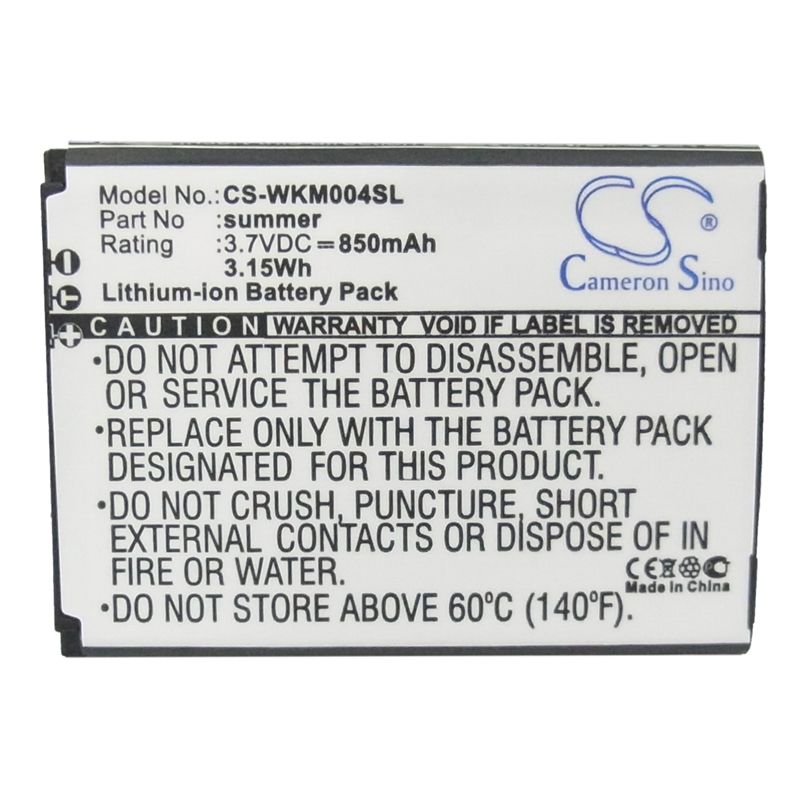 Model No.: CS-WKM004SL
Part No :summer
Rating :3.7VDC⎓850mAh
3.15Wh
Lithium-ion Battery Pack
CS®
Cameron Sino
CAUTION WARRANTY VOID IF LABEL IS REMOVED
•DO NOT ATTEMPT TO DISASSEMBLE, OPEN
OR SERVICE THE BATTERY PACK.
•REPLACE ONLY WITH THE BATTERY PACK
DESIGNATED FOR THIS PRODUCT.
•DO NOT CRUSH, PUNCTURE, SHORT
EXTERNAL CONTACTS OR DISPOSE OF IN
FIRE OR WATER.
CE
Made in China
•DO NOT STORE ABOVE 60ºC (140ºF).